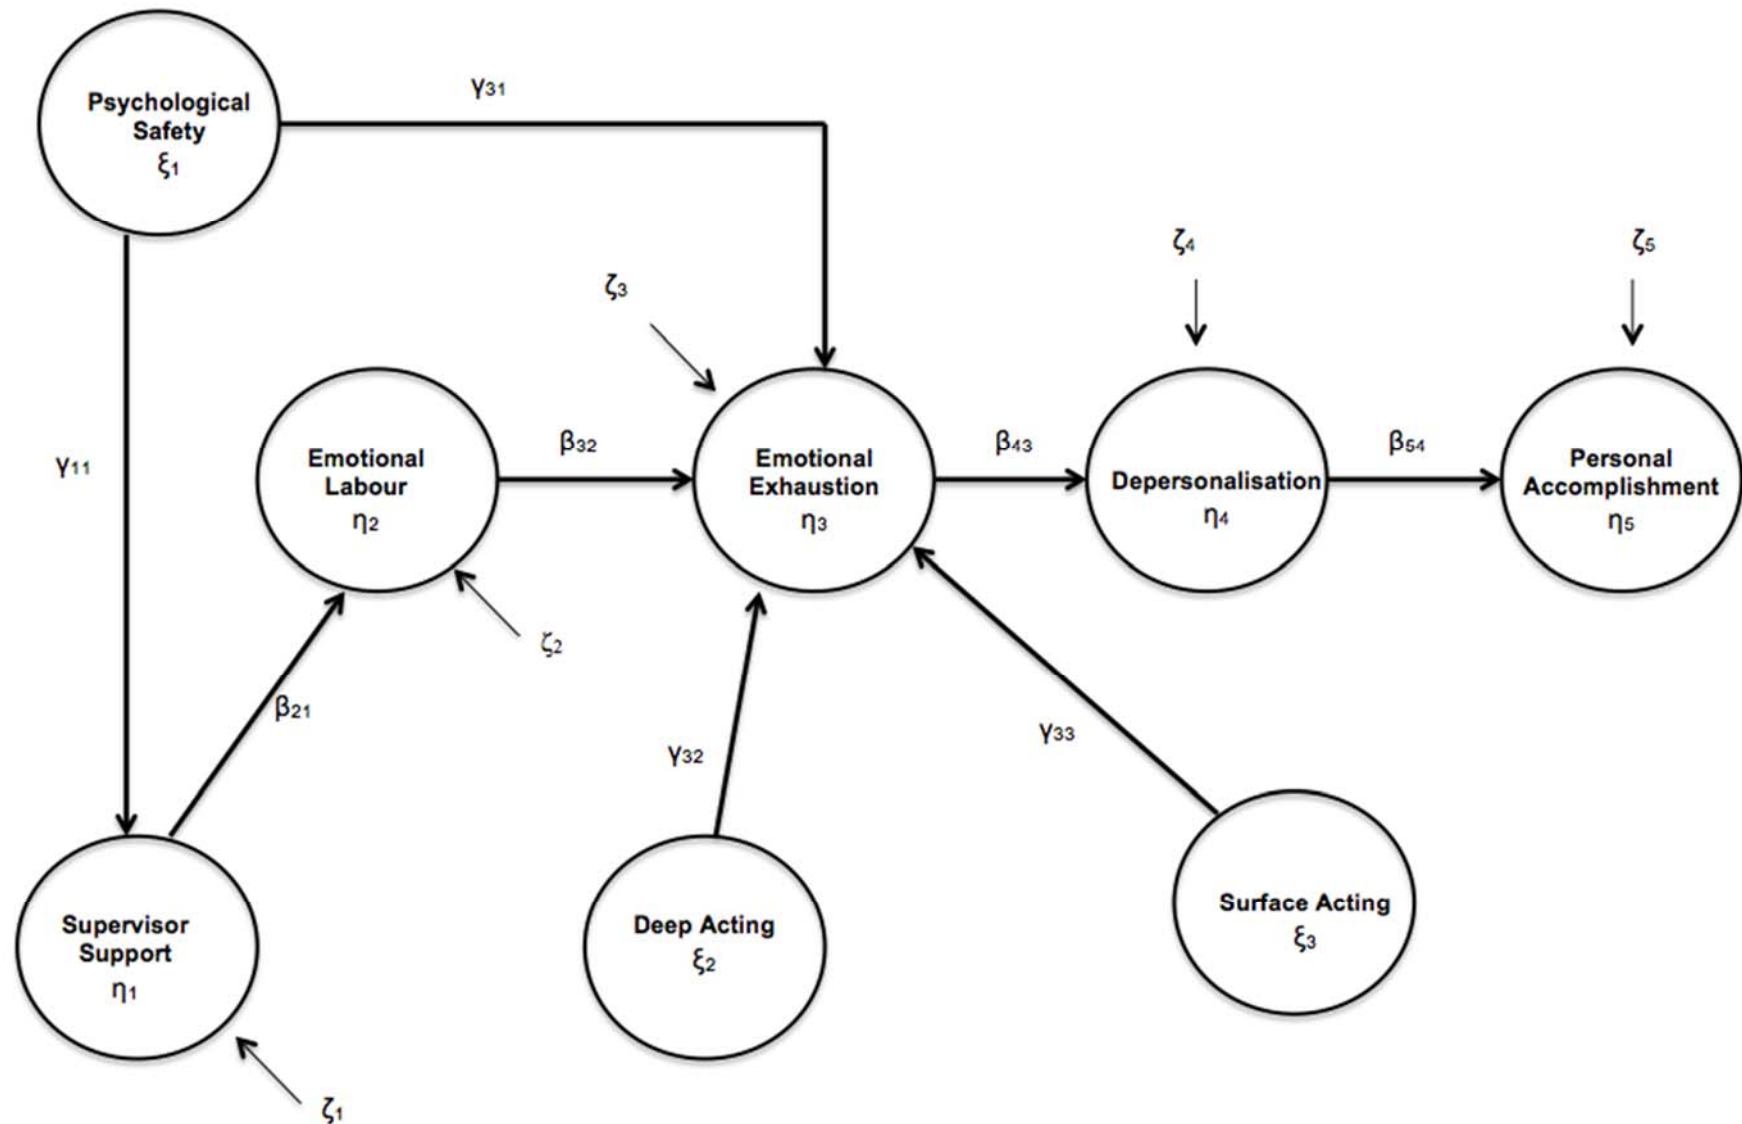 Psychological
Safety
ξ1
γ31
ζ4
ζ5
ζ3
γ11
Emotional
Labour
η2
β32
Emotional
Exhaustion
η3
β43
Depersonalisation
η4
β54
Personal
Accomplishment
η5
ζ2
β21
γ32
γ33
Supervisor
Support
η1
Deep Acting
ξ2
Surface Acting
ξ3
ζ1